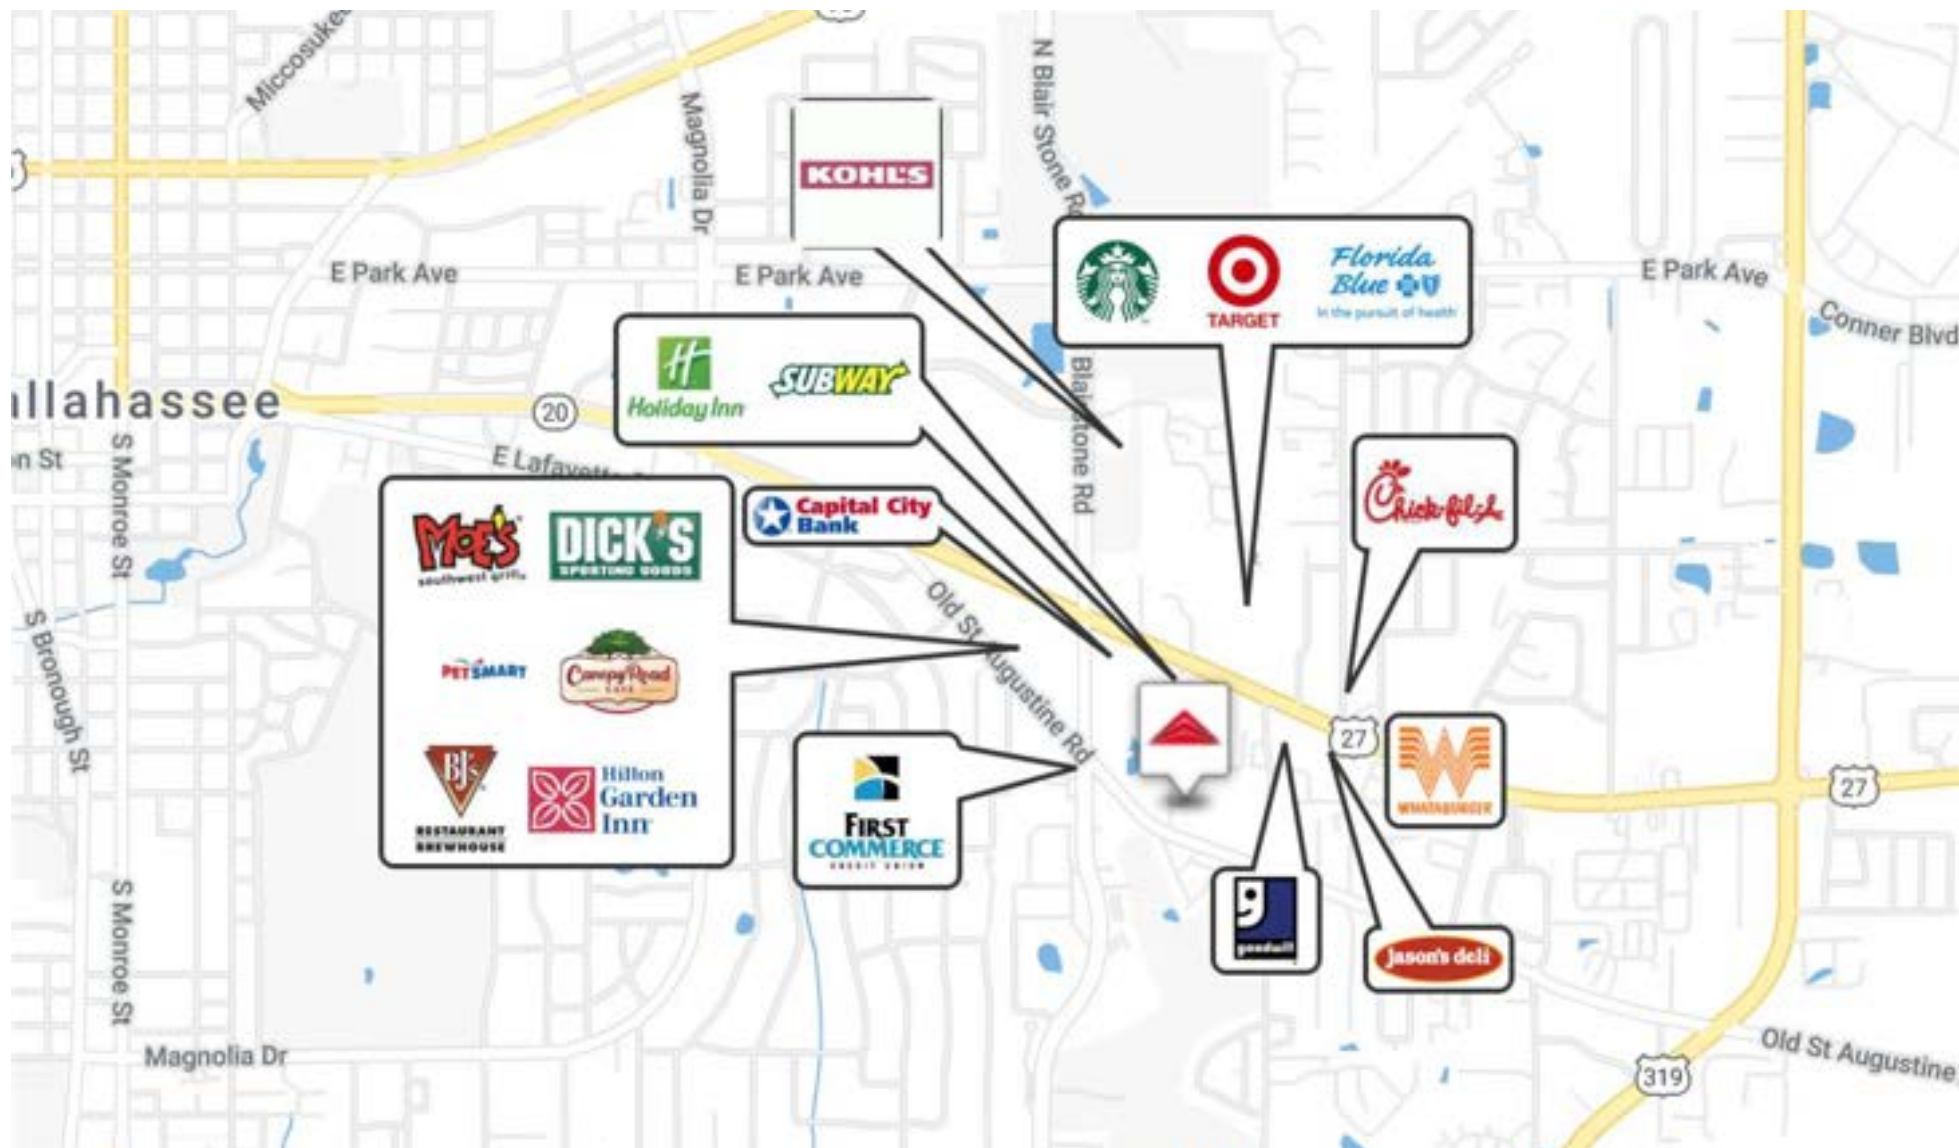 Miccosukee
Magnolia Dr
N Blair Stone Rd
KOHL'S
E Park Ave
E Park Ave
E Park Ave
Conner Blvd
TARGET
Florida
Blue
In the pursuit of health
Holiday Inn
SUBWAY
allahassee
20
E Lafayette
n St
S Monroe St
Blair Stone Rd
Chick-fil-A
MOE'S
southwest grill
DICK'S
SPORTING GOODS
Capital City
Bank
Old St Augustine Rd
PETSMART
Canopy Road
CAFE
S Bronough St
27
WHATABURGER
27
BJ's
RESTAURANT
BREWHOUSE
Hilton
Garden
Inn
FIRST
COMMERCE
CREDIT UNION
goodwill
Jason's deli
S Monroe St
Magnolia Dr
Old St Augustine
319